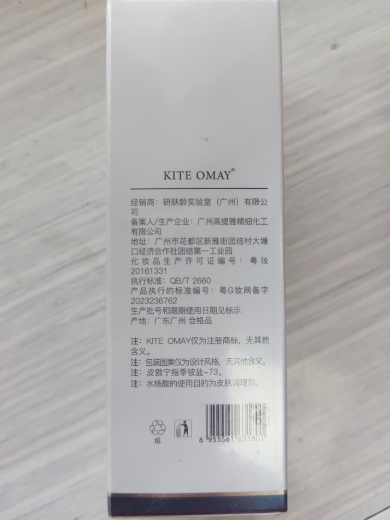 KITE OMAY®
经销商：研肤龄实验室（广州）有限公
司
备案人/生产企业：广州高提雅精细化工
有限公司
地址：广州市花都区新雅街团结村大塘
口经济合作社团结第一工业园
化妆品生产许可证编号：粤妆
20161331
执行标准：QB/T 2660
产品执行的标准编号：粤G妆网备字
2023236762
生产批号和限期使用日期见标示
产地：广东广州 合格品
注：KITE OMAY仅为注册商标，无其他
含义。
注：包装图案仅为设计风格，无其他含义。
注：皮傲宁指季铵盐-73。
注：水杨酸的使用目的为皮肤调理剂。
纸